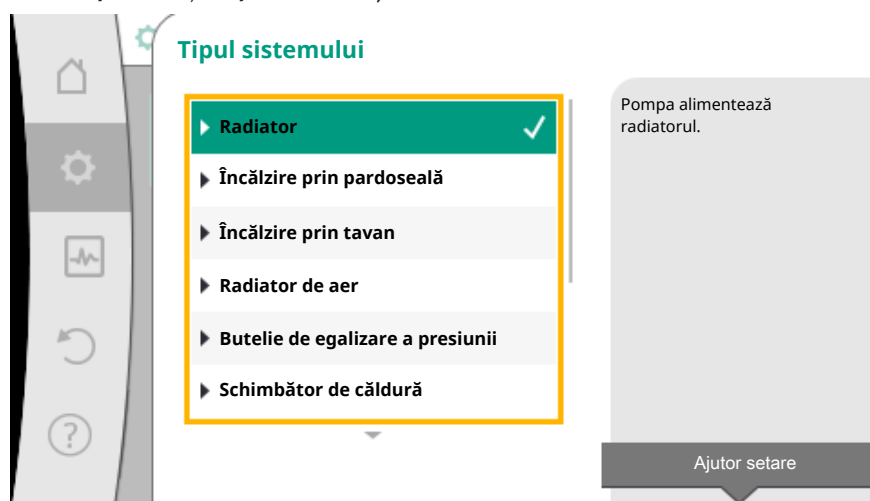 Tipul sistemului
Radiator
Încălzire prin pardoseală
Încălzire prin tavan
Radiator de aer
Butelie de egalizare a presiunii
Schimbător de căldură
Pompa alimentează
radiatorul.
Ajutor setare
?